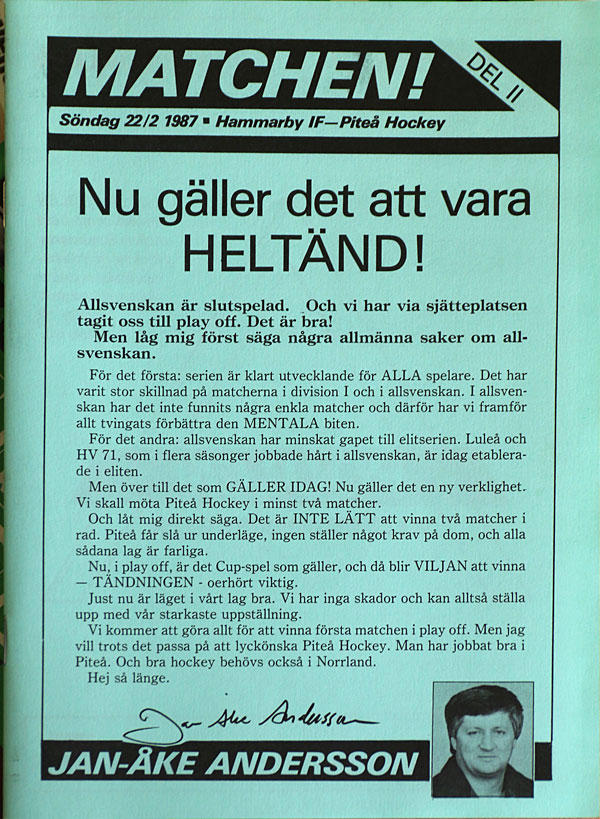 MATCHEN!
DEL II
Söndag 22/2 1987 ▪ Hammarby IF—Piteå Hockey
Nu gäller det att vara
HELTÄND!
Allsvenskan är slutspelad. Och vi har via sjätteplatsen
tagit oss till play off. Det är bra!
Men låg mig först säga några allmänna saker om all-
svenskan.
För det första: serien är klart utvecklande för ALLA spelare. Det har
varit stor skillnad på matcherna i division I och i allsvenskan. I allsven-
skan har det inte funnits några enkla matcher och därför har vi framför
allt tvingats förbättra den MENTALA biten.
För det andra: allsvenskan har minskat gapet till elitserien. Luleå och
HV 71, som i flera säsonger jobbade hårt i allsvenskan, är idag etablera-
de i eliten.
Men över till det som GÄLLER IDAG! Nu gäller det en ny verklighet.
Vi skall möta Piteå Hockey i minst två matcher.
Och låt mig direkt säga. Det är INTE LÄTT att vinna två matcher i
rad. Piteå får slå ur underläge, ingen ställer något krav på dom, och alla
sådana lag är farliga.
Nu, i play off, är det Cup-spel som gäller, och då blir VILJAN att vinna
— TÄNDNINGEN - oerhört viktig.
Just nu är läget i vårt lag bra. Vi har inga skador och kan alltså ställa
upp med vår starkaste uppställning.
Vi kommer att göra allt för att vinna första matchen i play off. Men jag
vill trots det passa på att lyckönska Piteå Hockey. Man har jobbat bra i
Piteå. Och bra hockey behövs också i Norrland.
Hej så länge.
Jan Åke Andersson
JAN-ÅKE ANDERSSON